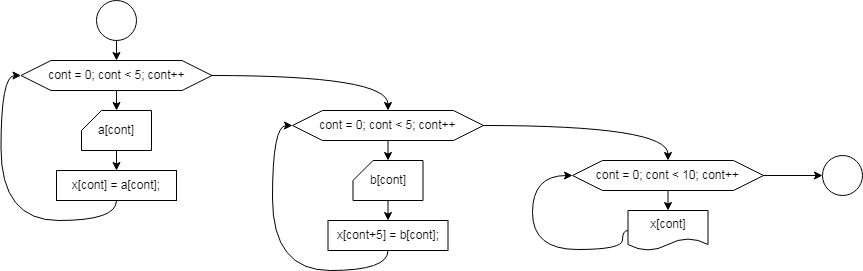 cont = 0; cont < 5; cont++
a[cont]
x[cont] = a[cont];
cont = 0; cont < 5; cont++
b[cont]
x[cont+5] = b[cont];
cont = 0; cont < 10; cont++
x[cont]